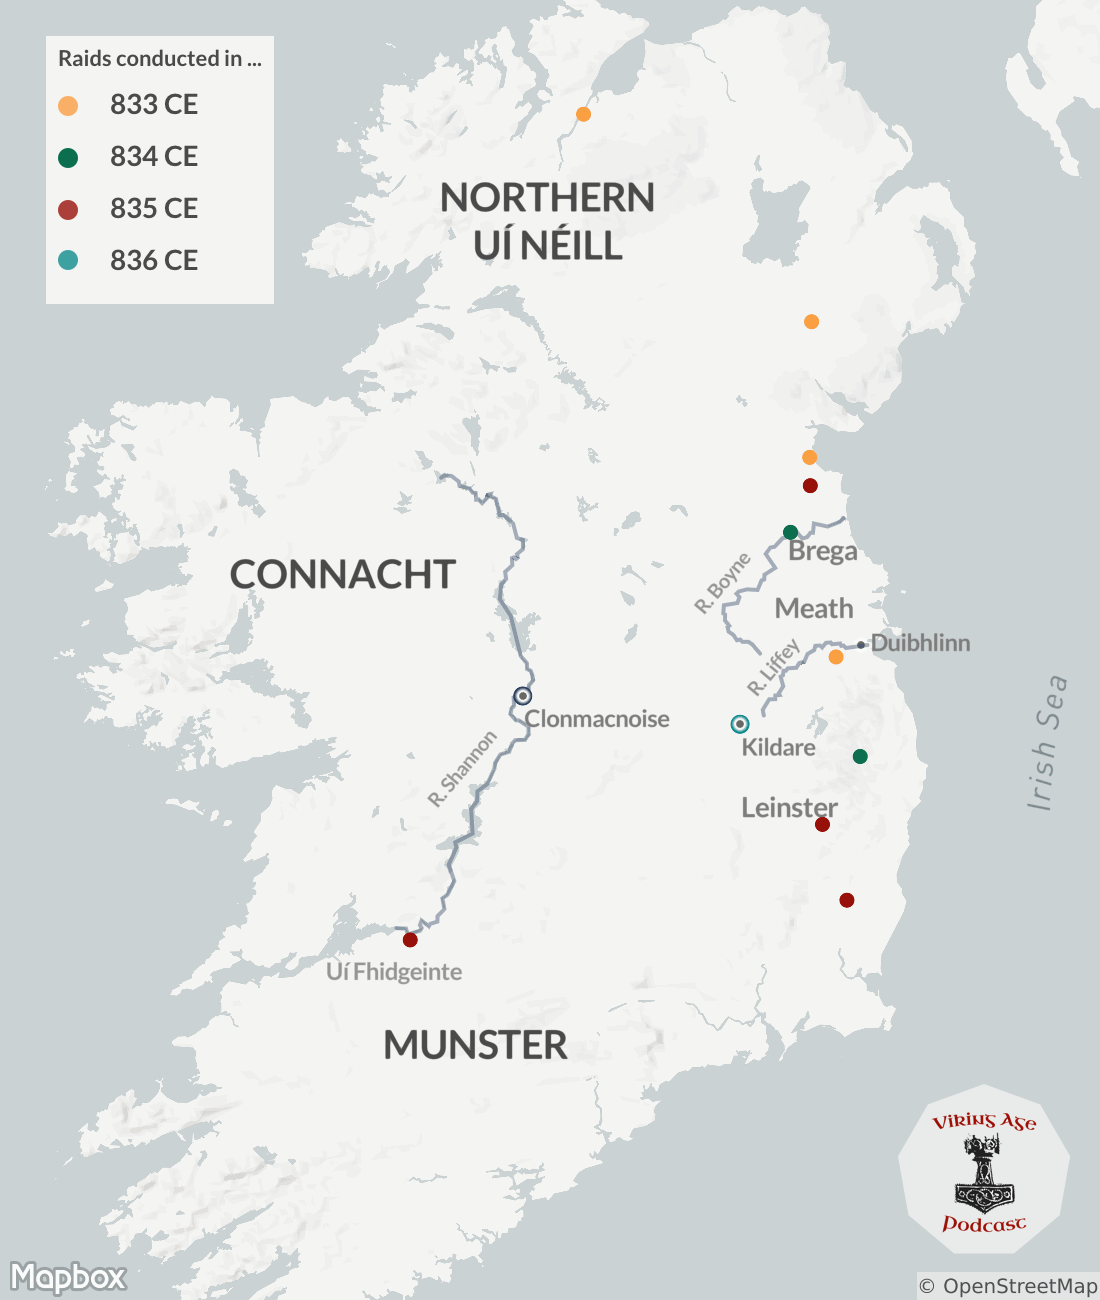 Raids conducted in ...
833 CE
834 CE
835 CE
836 CE
NORTHERN
UÍ NÉILL
CONNACHT
R. Boyne
Brega
Meath
R. Liffey
Duibhlinn
Clonmacnoise
Kildare
R. Shannon
Leinster
Irish Sea
Uí Fhidgeinte
MUNSTER
Viking Age
Podcast
Mapbox
© OpenStreetMap